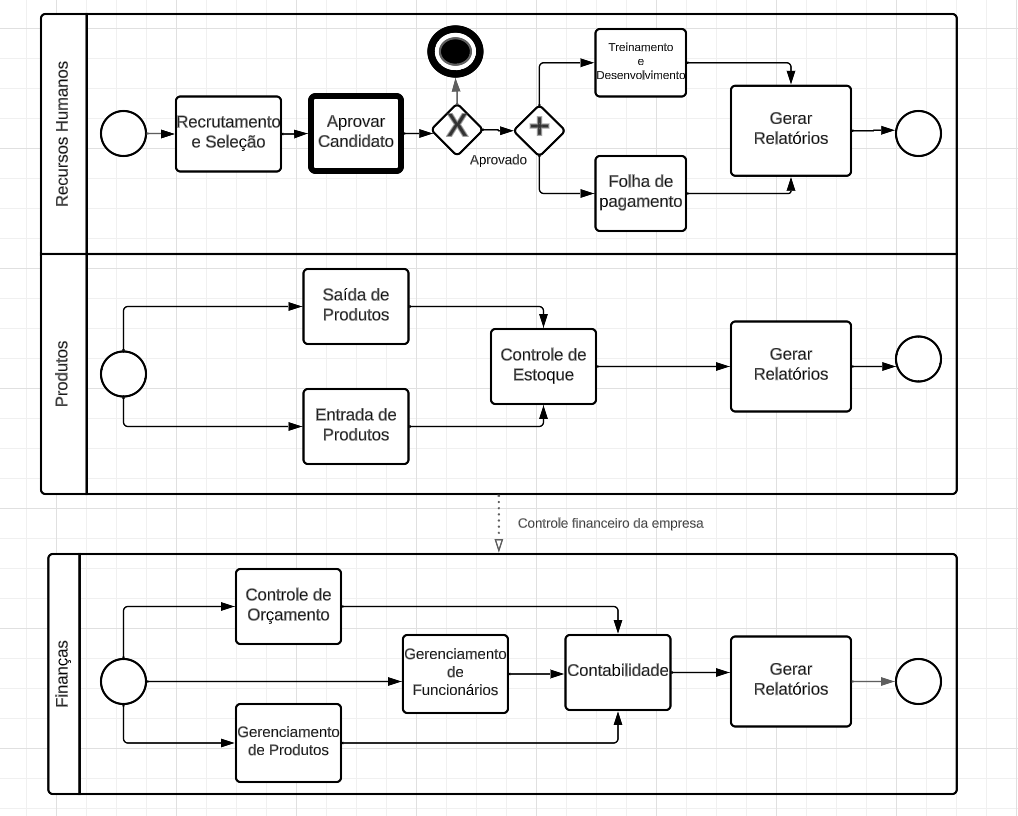 Recursos Humanos
Recrutamento
e Seleção
Aprovar
Candidato
X
Aprovado
+
Treinamento
e
Desenvolvimento
Folha de
pagamento
Gerar
Relatórios
Produtos
Saída de
Produtos
Entrada de
Produtos
Controle de
Estoque
Gerar
Relatórios
Controle financeiro da empresa
Finanças
Controle de
Orçamento
Gerenciamento
de
Funcionários
Gerenciamento
de Produtos
Contabilidade
Gerar
Relatórios